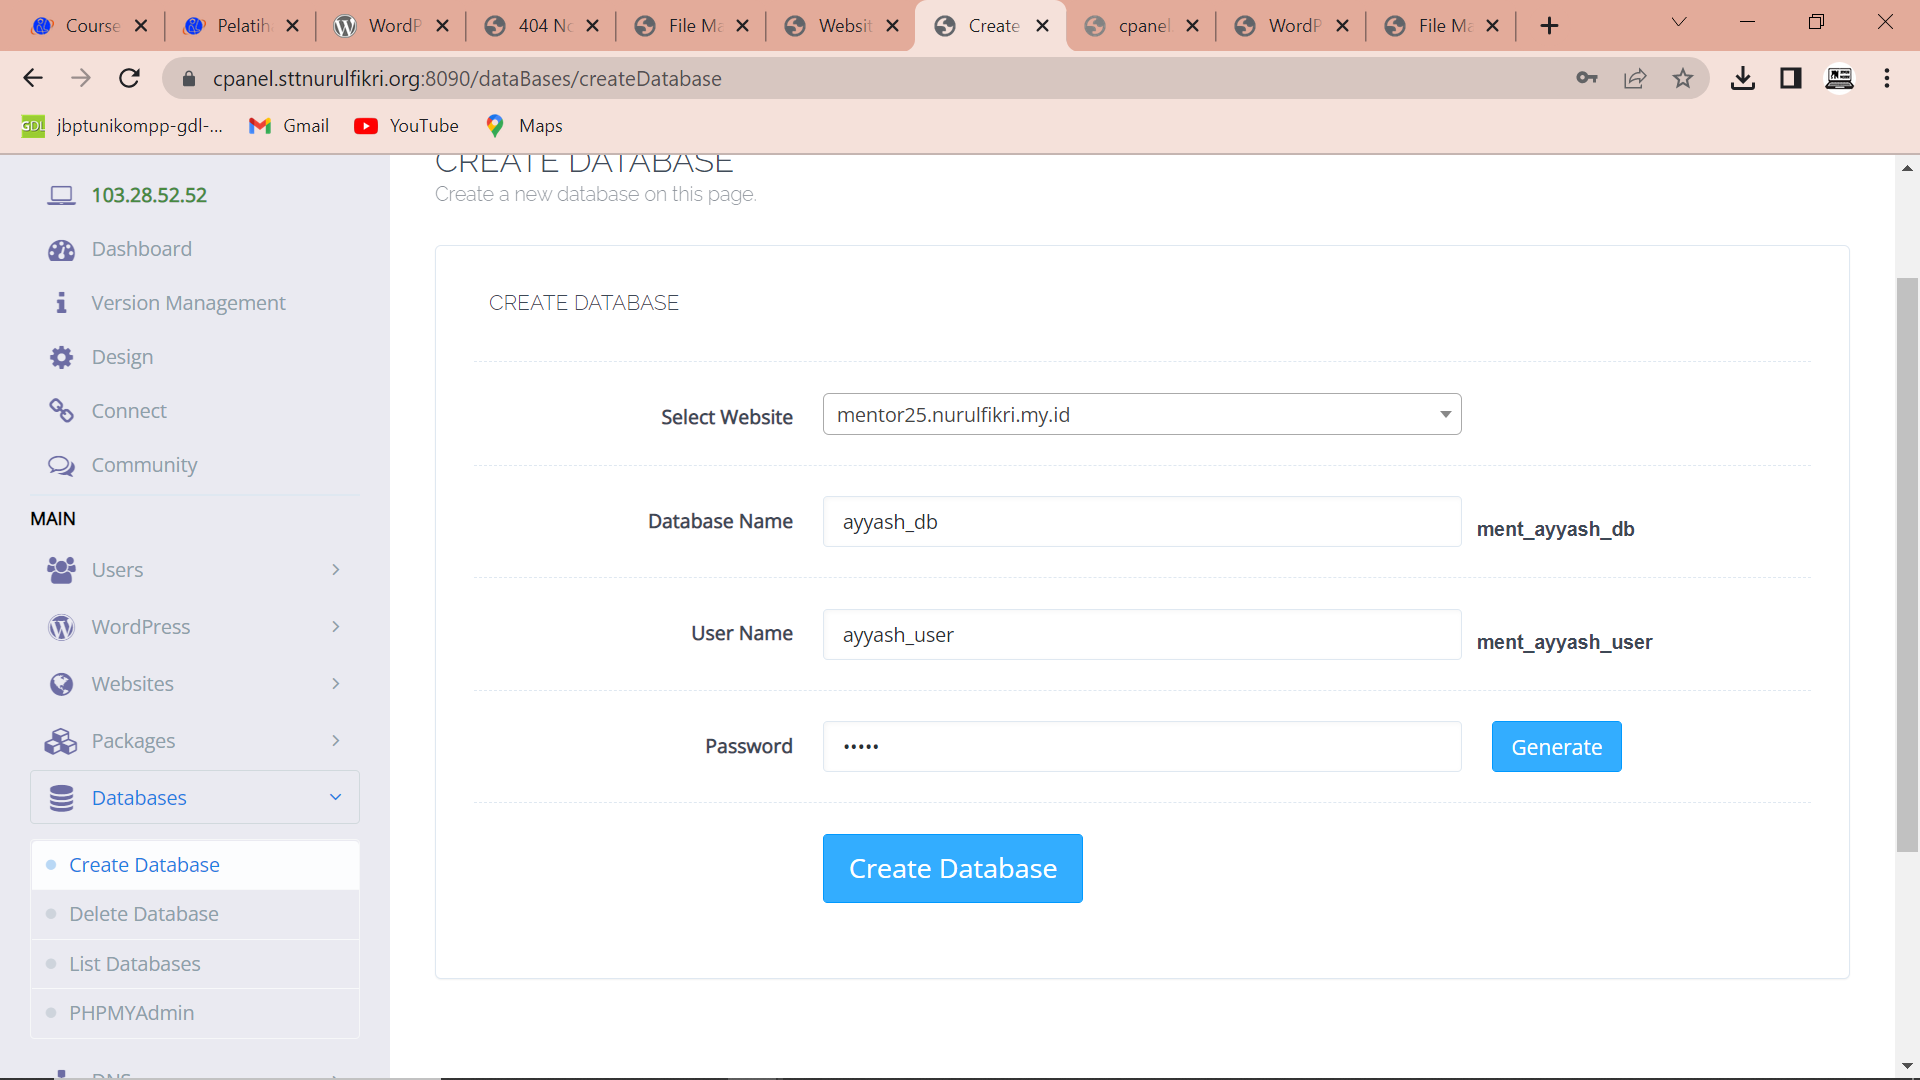 Course
Pelatih
WordP
404 No
File Ma
Websit
Create
cpanel.
WordP
File Ma
cpanel.sttnurulfikri.org:8090/dataBases/createDatabase
GDL
jbptunikompp-gdl-...
Gmail
YouTube
Maps
103.28.52.52
Dashboard
Version Management
Design
Connect
Community
MAIN
Users
WordPress
Websites
Packages
Databases
Create Database
Delete Database
List Databases
PHPMYAdmin
DNS
CREATE DATABASE
Create a new database on this page.
CREATE DATABASE
Select Website
mentor25.nurulfikri.my.id
Database Name
ayyash_db
ment_ayyash_db
User Name
ayyash_user
ment_ayyash_user
Password
•••••
Generate
Create Database